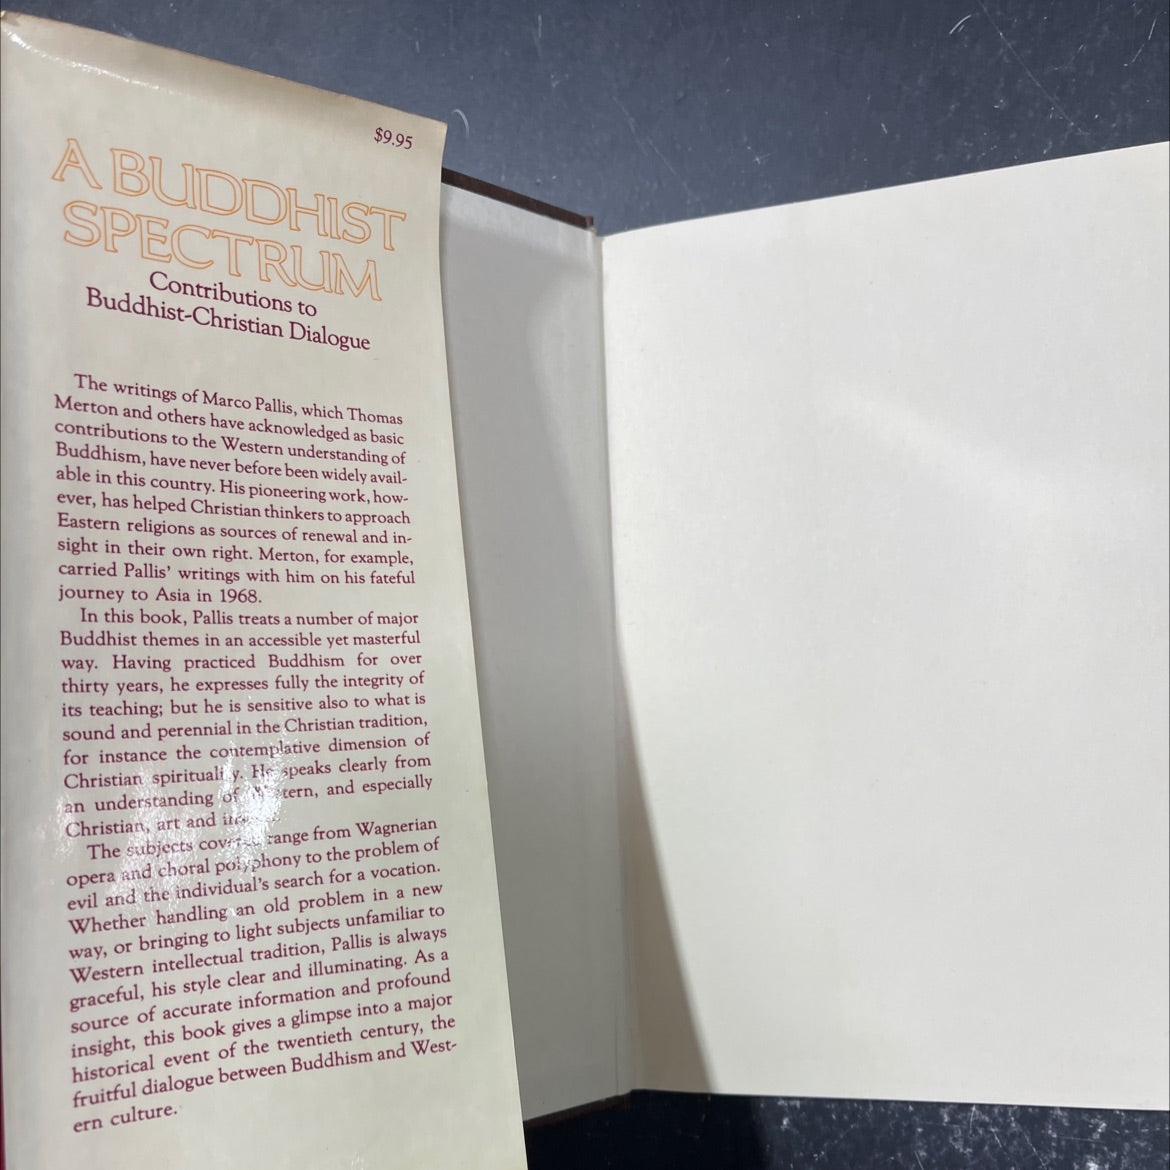 $9.95
A BUDDHIST
SPECTRUM
Contributions to
Buddhist-Christian Dialogue
The writings of Marco Pallis, which Thomas
Merton and others have acknowledged as basic
contributions to the Western understanding of
Buddhism, have never before been widely avail-
able in this country. His pioneering work, how-
ever, has helped Christian thinkers to approach
Eastern religions as sources of renewal and in-
sight in their own right. Merton, for example,
carried Pallis' writings with him on his fateful
journey to Asia in 1968.
In this book, Pallis treats a number of major
Buddhist themes in an accessible yet masterful
way. Having practiced Buddhism for over
thirty years, he expresses fully the integrity of
its teaching; but he is sensitive also to what is
sound and perennial in the Christian tradition,
for instance the contemplative dimension of
Christian spirituality. He speaks clearly from
an understanding of Western, and especially
Christian, art and
The subjects covered range from Wagnerian
opera and choral polyphony to the problem of
evil and the individual's search for a vocation.
Whether handling an old problem in a new
way, or bringing to light subjects unfamiliar to
Western intellectual tradition, Pallis is always
graceful, his style clear and illuminating. As a
source of accurate information and profound
insight, this book gives a glimpse into a major
historical event of the twentieth century, the
fruitful dialogue between Buddhism and West-
ern culture.